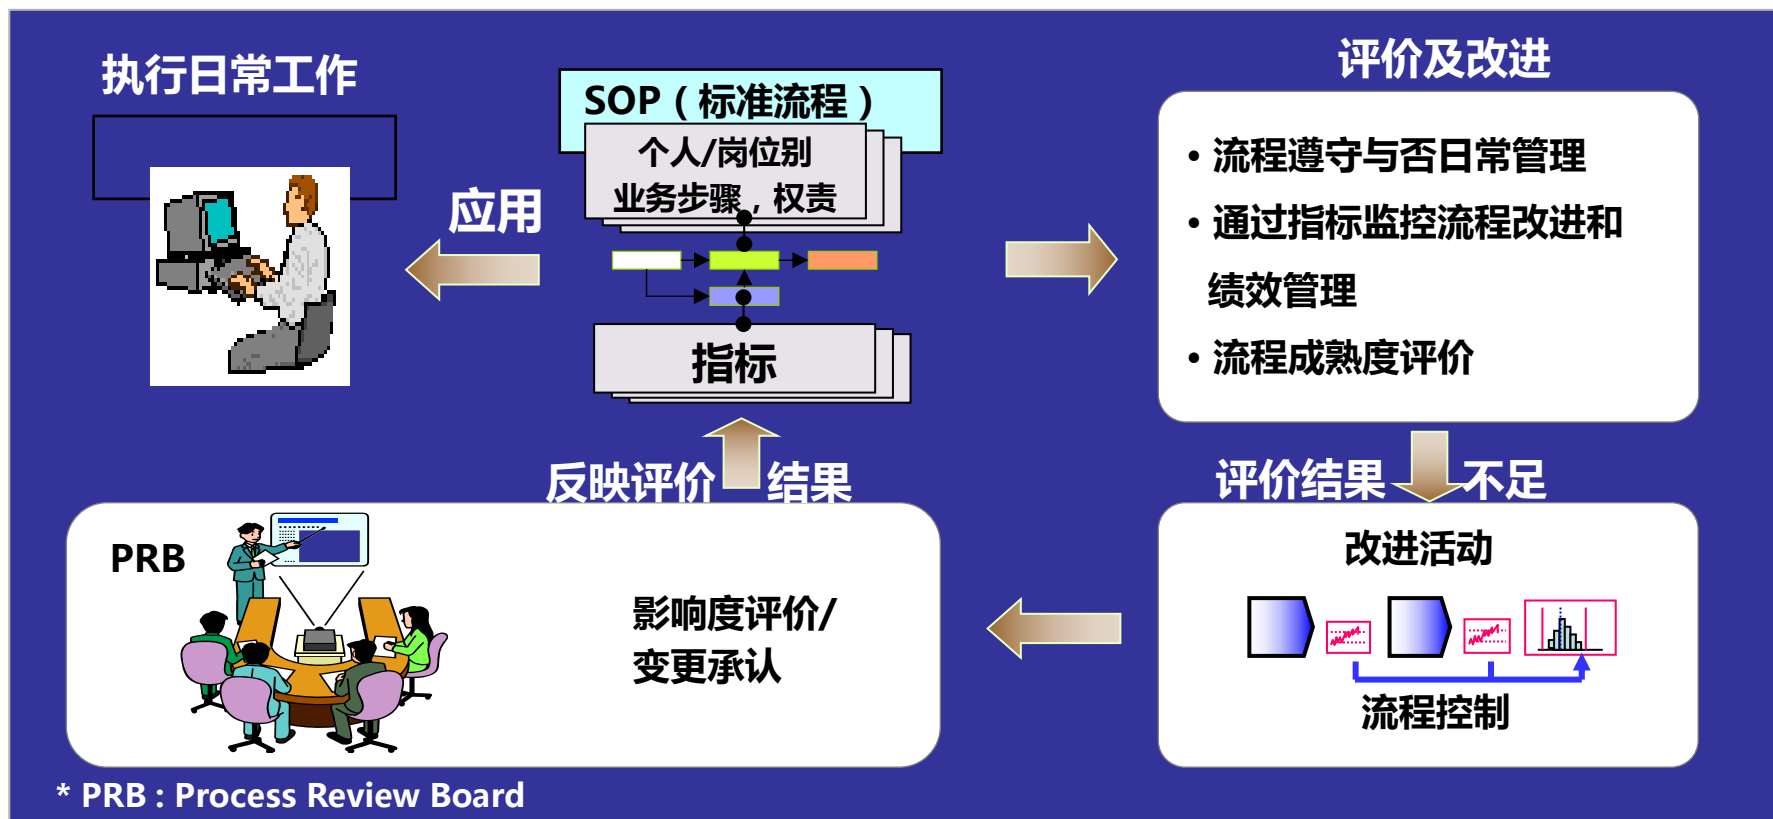 执行日常工作
SOP（标准流程）
个人/岗位别
业务步骤，权责
应用
指标
评价及改进
• 流程遵守与否日常管理
• 通过指标监控流程改进和
绩效管理
• 流程成熟度评价
评价结果 不足
改进活动
流程控制
反映评价 结果
PRB
影响度评价/
变更承认
* PRB : Process Review Board